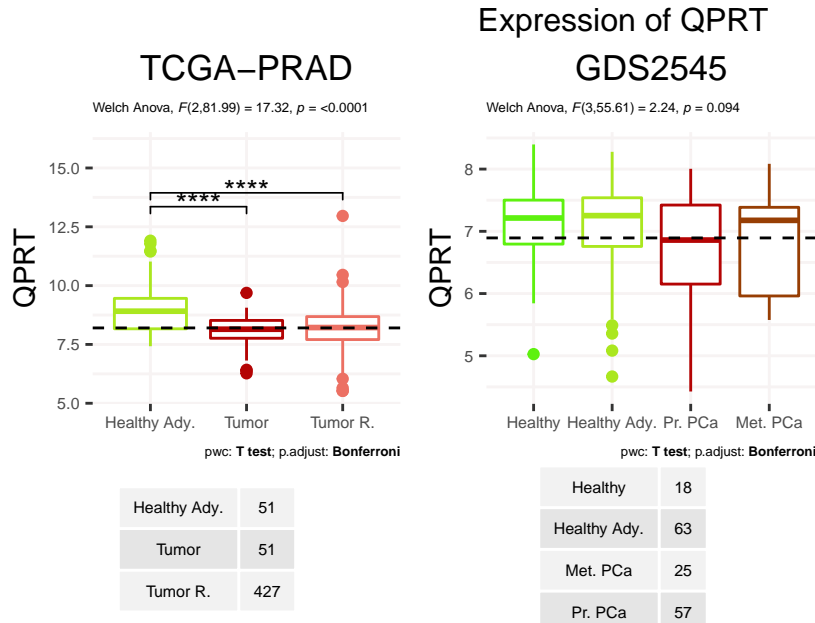 Expression of QPRT
TCGA−PRAD
Welch Anova, F(2,81.99) = 17.32, p = <0.0001
QPRT
15.0
12.5
10.0
7.5
5.0
****
****
Healthy Ady.
Tumor
Tumor R.
pwc: T test; p.adjust: Bonferroni
Healthy Ady. 51
Tumor 51
Tumor R. 427
GDS2545
Welch Anova, F(3,55.61) = 2.24, p = 0.094
QPRT
8
7
6
5
Healthy
Healthy Ady.
Pr. PCa
Met. PCa
pwc: T test; p.adjust: Bonferroni
Healthy 18
Healthy Ady. 63
Met. PCa 25
Pr. PCa 57